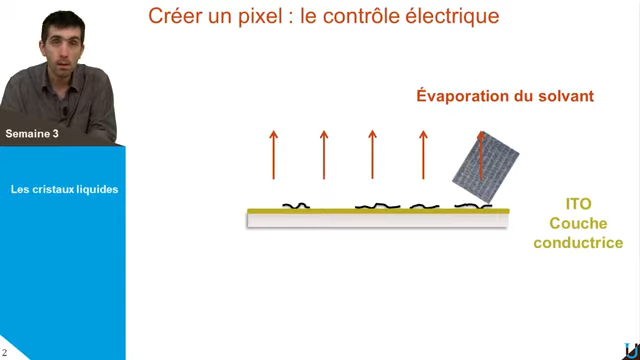 Créer un pixel : le contrôle électrique
Évaporation du solvant
Semaine 3
Les cristaux liquides
ITO
Couche
conductrice
2